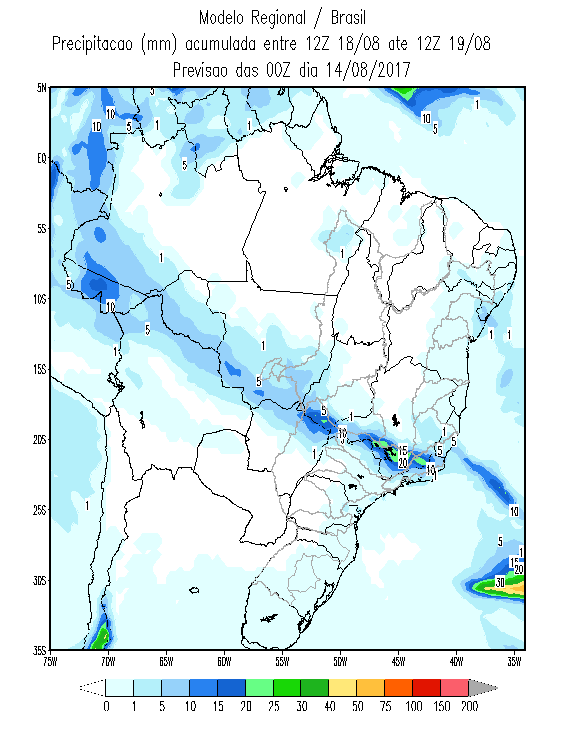 Modelo Regional / Brasil
Precipitacao (mm) acumulada entre 12Z 18/08 ate 12Z 19/08
Previsao das 00Z dia 14/08/2017
5N
EQ
5S
10S
15S
20S
25S
30S
35S
75W 70W 65W 60W 55W 50W 45W 40W 35W
10 5 1 1 1
10 5 1 10
5 5
1
1
5
10
5 1 1
1 1
5
5 1 1
10 5 5
15
20 10
1 1
1 10
5
1
15
20
30
0 1 5 10 15 20 25 30 40 50 75 100 150 200